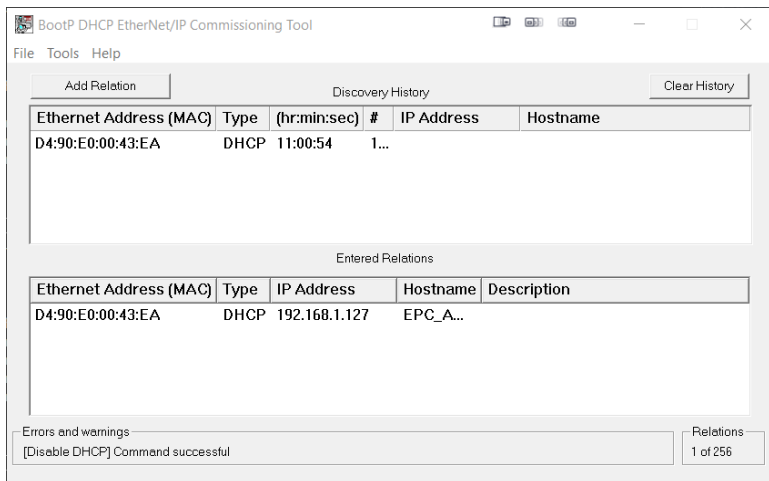 BootP DHCP EtherNet/IP Commissioning Tool
File Tools Help
Add Relation Discovery History Clear History
Ethernet Address (MAC) Type (hr:min:sec) # IP Address Hostname
D4:90:E0:00:43:EA DHCP 11:00:54 1...
Entered Relations
Ethernet Address (MAC) Type IP Address Hostname Description
D4:90:E0:00:43:EA DHCP 192.168.1.127 EPC_A...
Errors and warnings Relations
[Disable DHCP] Command successful 1 of 256